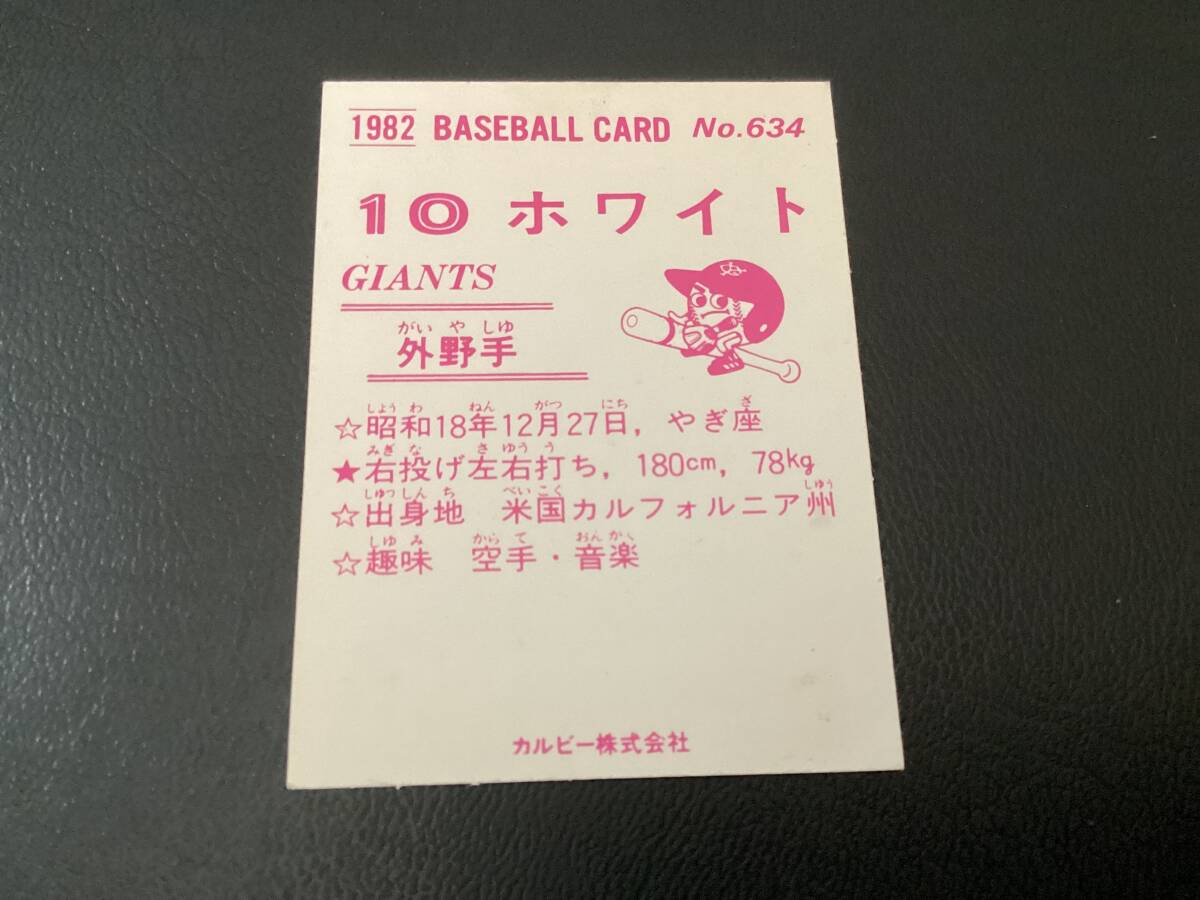 1982 BASEBALL CARD No.634
10 ホワイト
GIANTS
がいやしゅ
外野手
しょうわ ねん がつ にち ざ
☆昭和18年12月27日, やぎ座
みぎな さゆうう
★右投げ左右打ち, 180cm, 78kg
しゅっしんち べいこく しゅう
☆出身地 米国カルフォルニア州
しゅみ からて おんがく
☆趣味 空手・音楽
カルビー株式会社